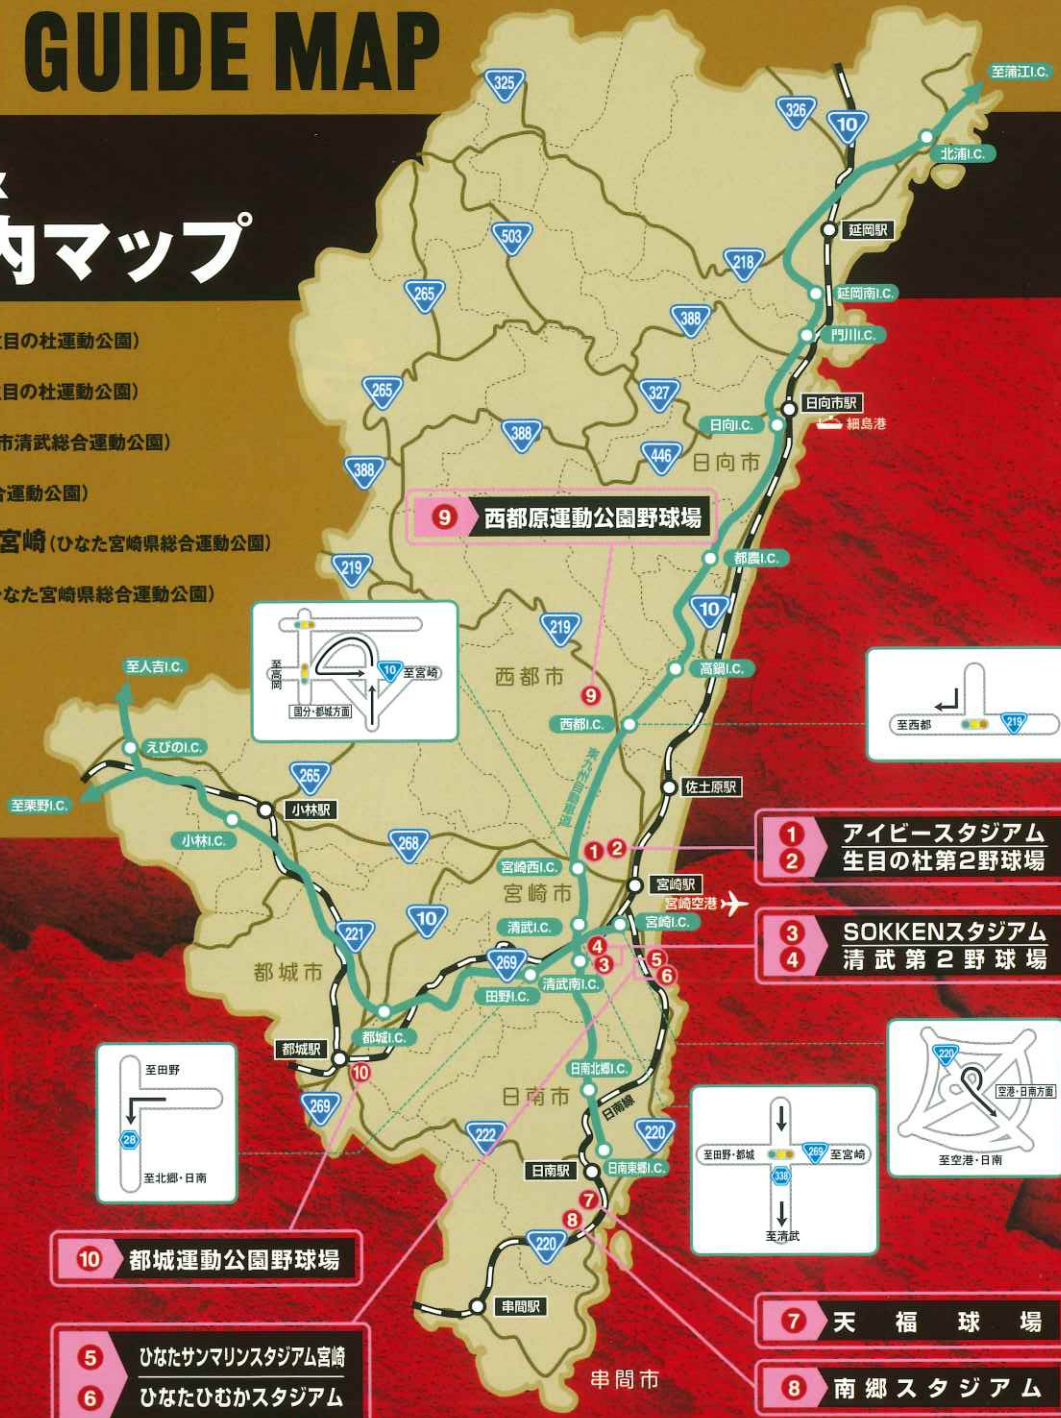 GUIDE MAP
内マップ
目の杜運動公園)
目の杜運動公園)
市清武総合運動公園)
合運動公園)
宮崎(ひなた宮崎県総合運動公園)
なた宮崎県総合運動公園)
325
326
10
至蒲江I.C.
北浦I.C.
503
218
延岡駅
265
388
延岡南I.C.
門川I.C.
265
327
日向市駅
細島港
388
日向I.C.
388
446
日向市
9 西都原運動公園野球場
219
都農I.C.
219
10
至高岡
10
至宮崎
国分・都城方面
至人吉I.C.
西都市
高鍋I.C.
9
西都I.C.
至西都
219
えびのI.C.
東九州自動車道
至栗野I.C.
265
小林駅
佐土原駅
小林I.C.
268
1 2
宮崎西I.C.
1 アイビースタジアム
2 生目の杜第2野球場
宮崎市
宮崎駅
宮崎空港
10
221
清武I.C.
宮崎I.C.
3 SOKKENスタジアム
4 清武第2野球場
都城市
269
4
3
5
6
田野I.C.
清武南I.C.
都城I.C.
都城駅
10
269
日南北郷I.C.
日南市
日南線
222
220
日南駅
日南東郷I.C.
至田野
28
至北郷・日南
220
空港・日南方面
至空港・日南
至田野・都城
269
至宮崎
338
至清武
7
8
220
10 都城運動公園野球場
串間駅
串間市
5 ひなたサンマリンスタジアム宮崎
6 ひなたひむかスタジアム
7 天福球場
8 南郷スタジアム